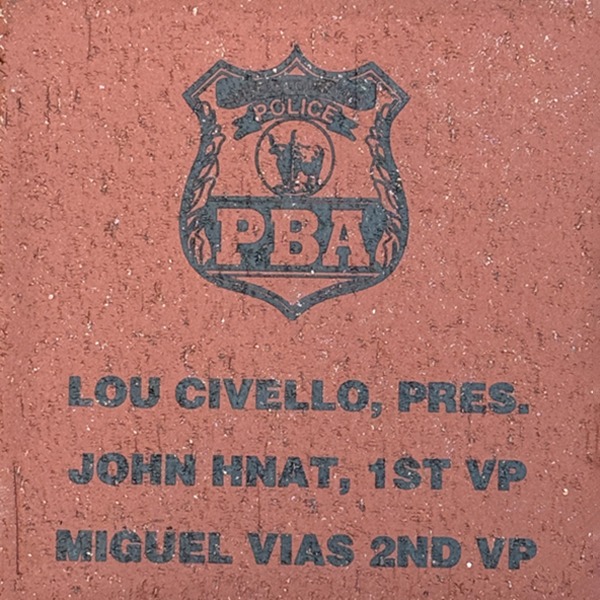 POLICE
PBA
LOU CIVELLO, PRES.
JOHN HNAT, 1ST VP
MIGUEL VIAS 2ND VP